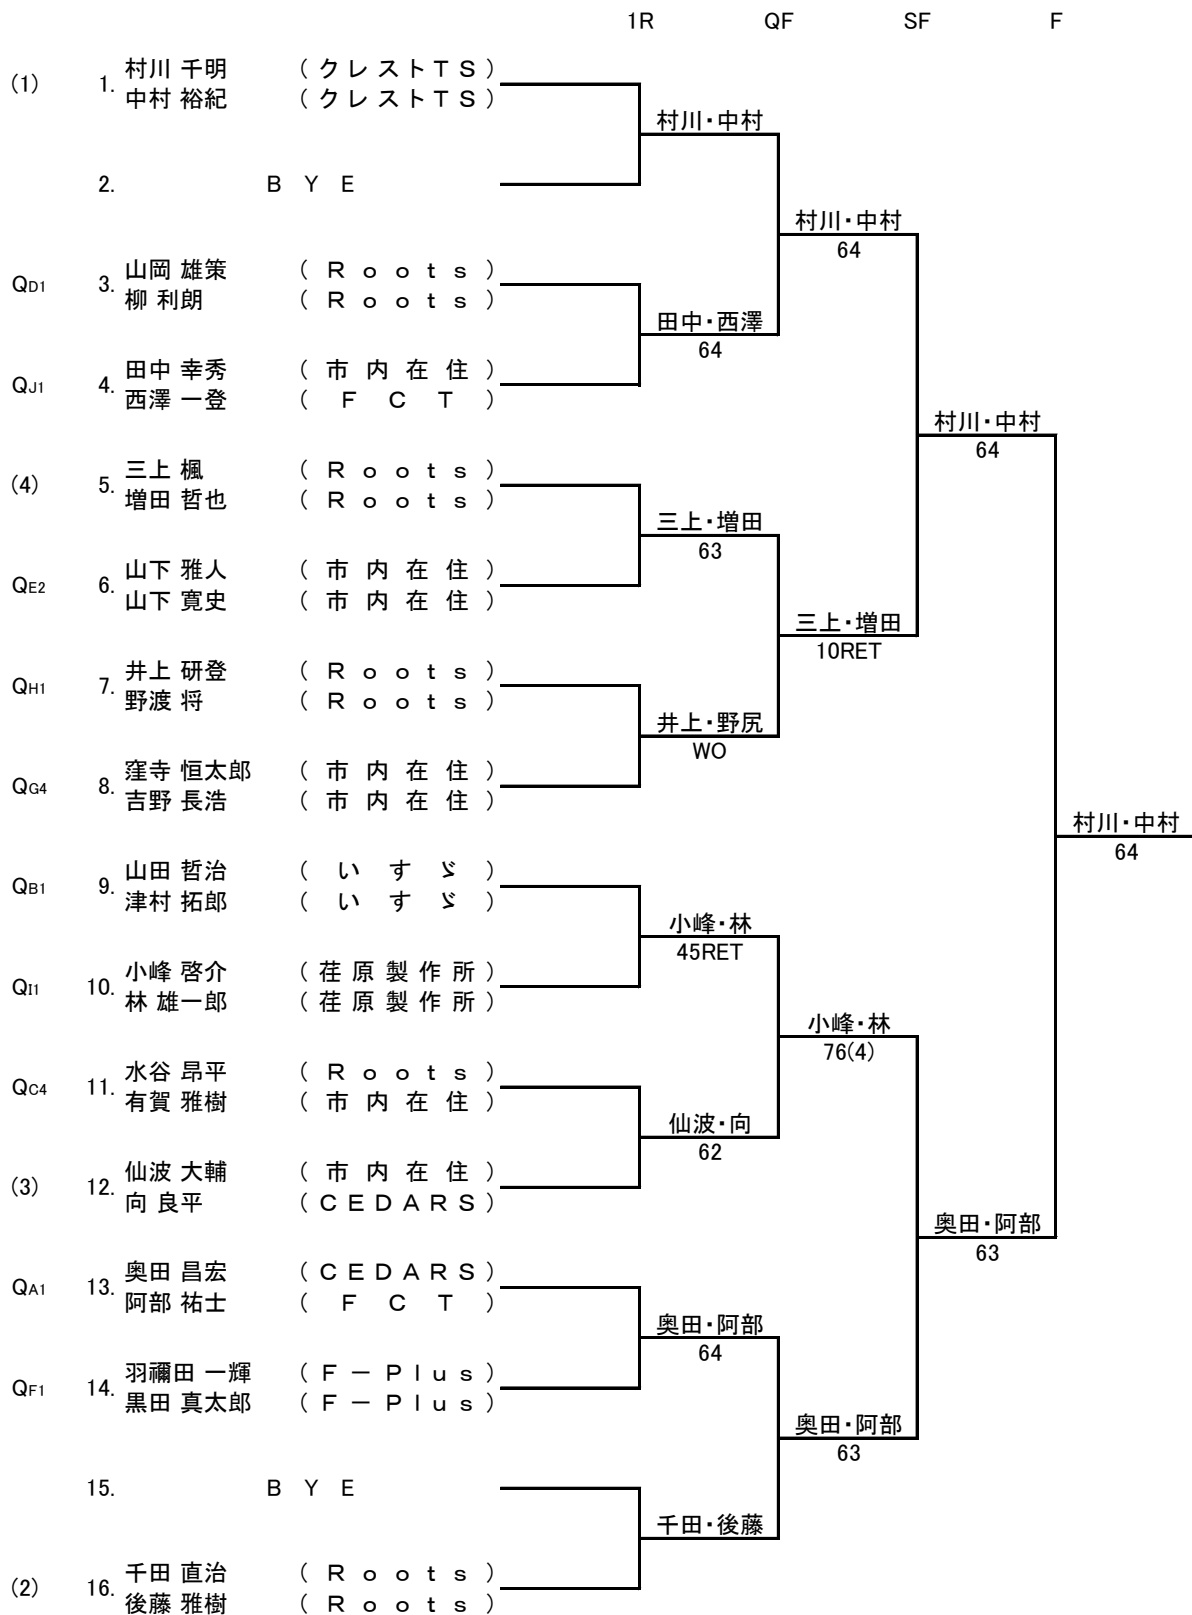 1R QF SF F
(1) 1. 村川 千明 (クレストTS)
中村 裕紀 (クレストTS)
村川・中村
2. BYE
村川・中村
64
QD1 3. 山岡 雄策 (Roots)
柳 利朗 (Roots)
田中・西澤
64
QJ1 4. 田中 幸秀 (市内在住)
西澤 一登 (FCT)
村川・中村
64
(4) 5. 三上 楓 (Roots)
増田 哲也 (Roots)
三上・増田
63
QE2 6. 山下 雅人 (市内在住)
山下 寛史 (市内在住)
三上・増田
10RET
QH1 7. 井上 研登 (Roots)
野渡 将 (Roots)
井上・野尻
WO
QG4 8. 窪寺 恒太郎 (市内在住)
吉野 長浩 (市内在住)
村川・中村
64
QB1 9. 山田 哲治 (いすゞ)
津村 拓郎 (いすゞ)
小峰・林
45RET
QI1 10. 小峰 啓介 (荏原製作所)
林 雄一郎 (荏原製作所)
小峰・林
76(4)
QC4 11. 水谷 昂平 (Roots)
有賀 雅樹 (市内在住)
仙波・向
62
(3) 12. 仙波 大輔 (市内在住)
向 良平 (CEDARS)
奥田・阿部
63
QA1 13. 奥田 昌宏 (CEDARS)
阿部 祐士 (FCT)
奥田・阿部
64
QF1 14. 羽禰田 一輝 (F-Plus)
黒田 真太郎 (F-Plus)
奥田・阿部
63
15. BYE
千田・後藤
(2) 16. 千田 直治 (Roots)
後藤 雅樹 (Roots)